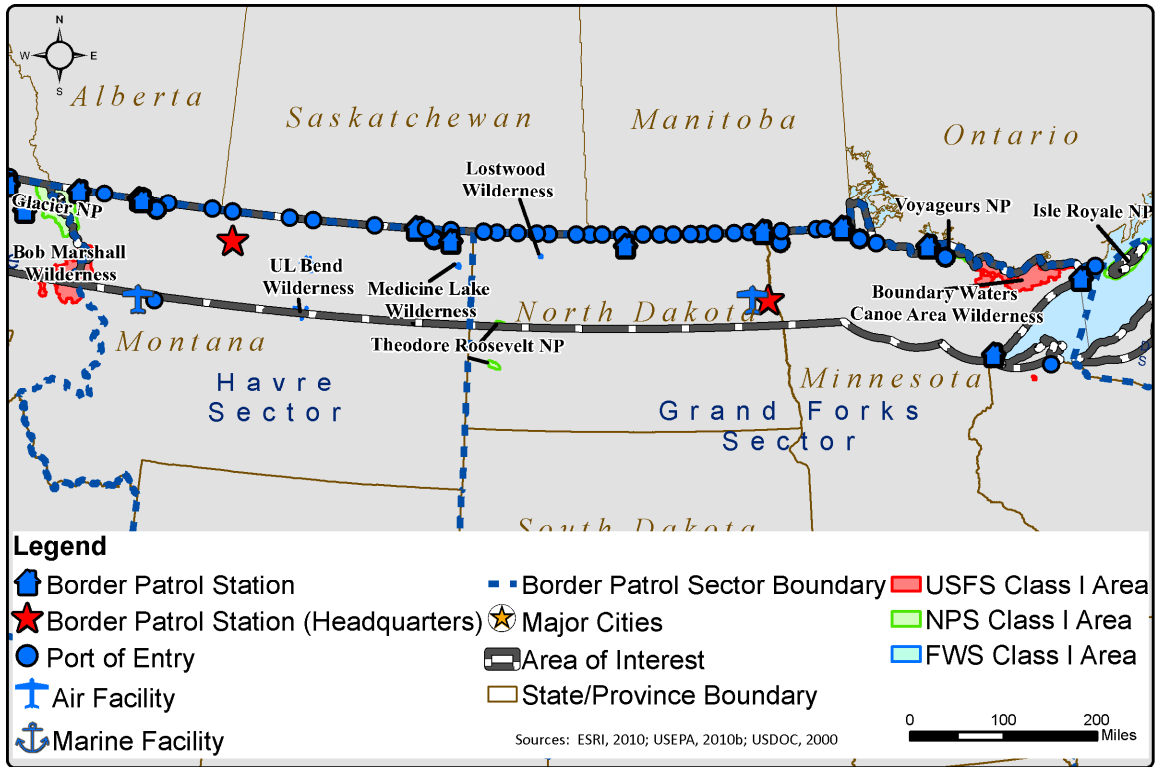 N
W E
S
Alberta
Saskatchewan
Manitoba
Ontario
Lostwood
Wilderness
Glacier NP
Voyageurs NP
Isle Royale NP
Bob Marshall
Wilderness
UL Bend
Wilderness
Medicine Lake
Wilderness
Boundary Waters
Canoe Area Wilderness
North Dakota
Theodore Roosevelt NP
Montana
Minnesota
Havre
Sector
Grand Forks
Sector
South Dakota
Legend
Border Patrol Station
Border Patrol Station (Headquarters)
Port of Entry
Air Facility
Marine Facility
Border Patrol Sector Boundary
Major Cities
Area of Interest
State/Province Boundary
USFS Class I Area
NPS Class I Area
FWS Class I Area
Sources: ESRI, 2010; USEPA, 2010b; USDOC, 2000
0 100 200
Miles